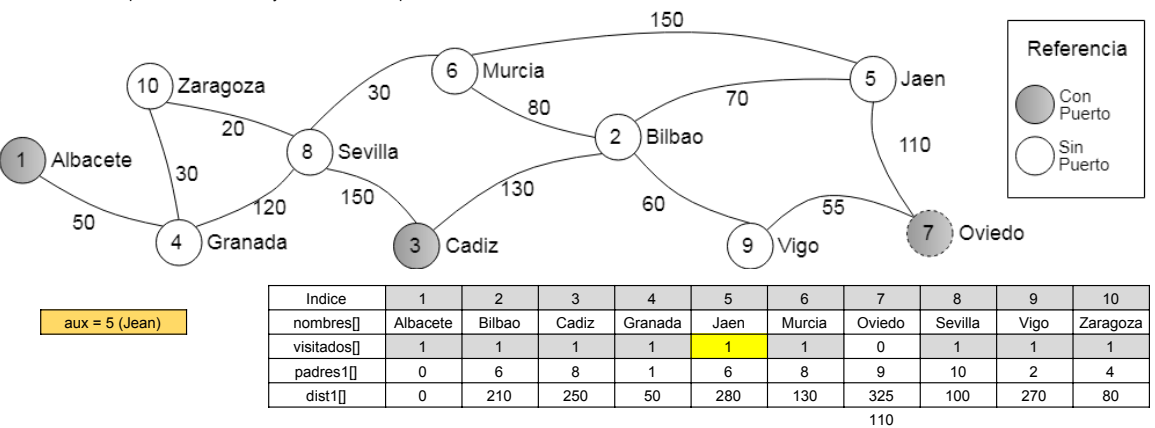 150
Referencia
Con
Puerto
Sin
Puerto
6 Murcia
5 Jaen
10 Zaragoza
30
80
70
20
2 Bilbao
1 Albacete
8 Sevilla
110
30
150
130
120
60
55
50
4 Granada
3 Cadiz
9 Vigo
7 Oviedo
aux = 5 (Jean)
Indice 1 2 3 4 5 6 7 8 9 10
nombres[] Albacete Bilbao Cadiz Granada Jaen Murcia Oviedo Sevilla Vigo Zaragoza
visitados[] 1 1 1 1 1 1 0 1 1 1
padres1[] 0 6 8 1 6 8 9 10 2 4
dist1[] 0 210 250 50 280 130 325 100 270 80
110